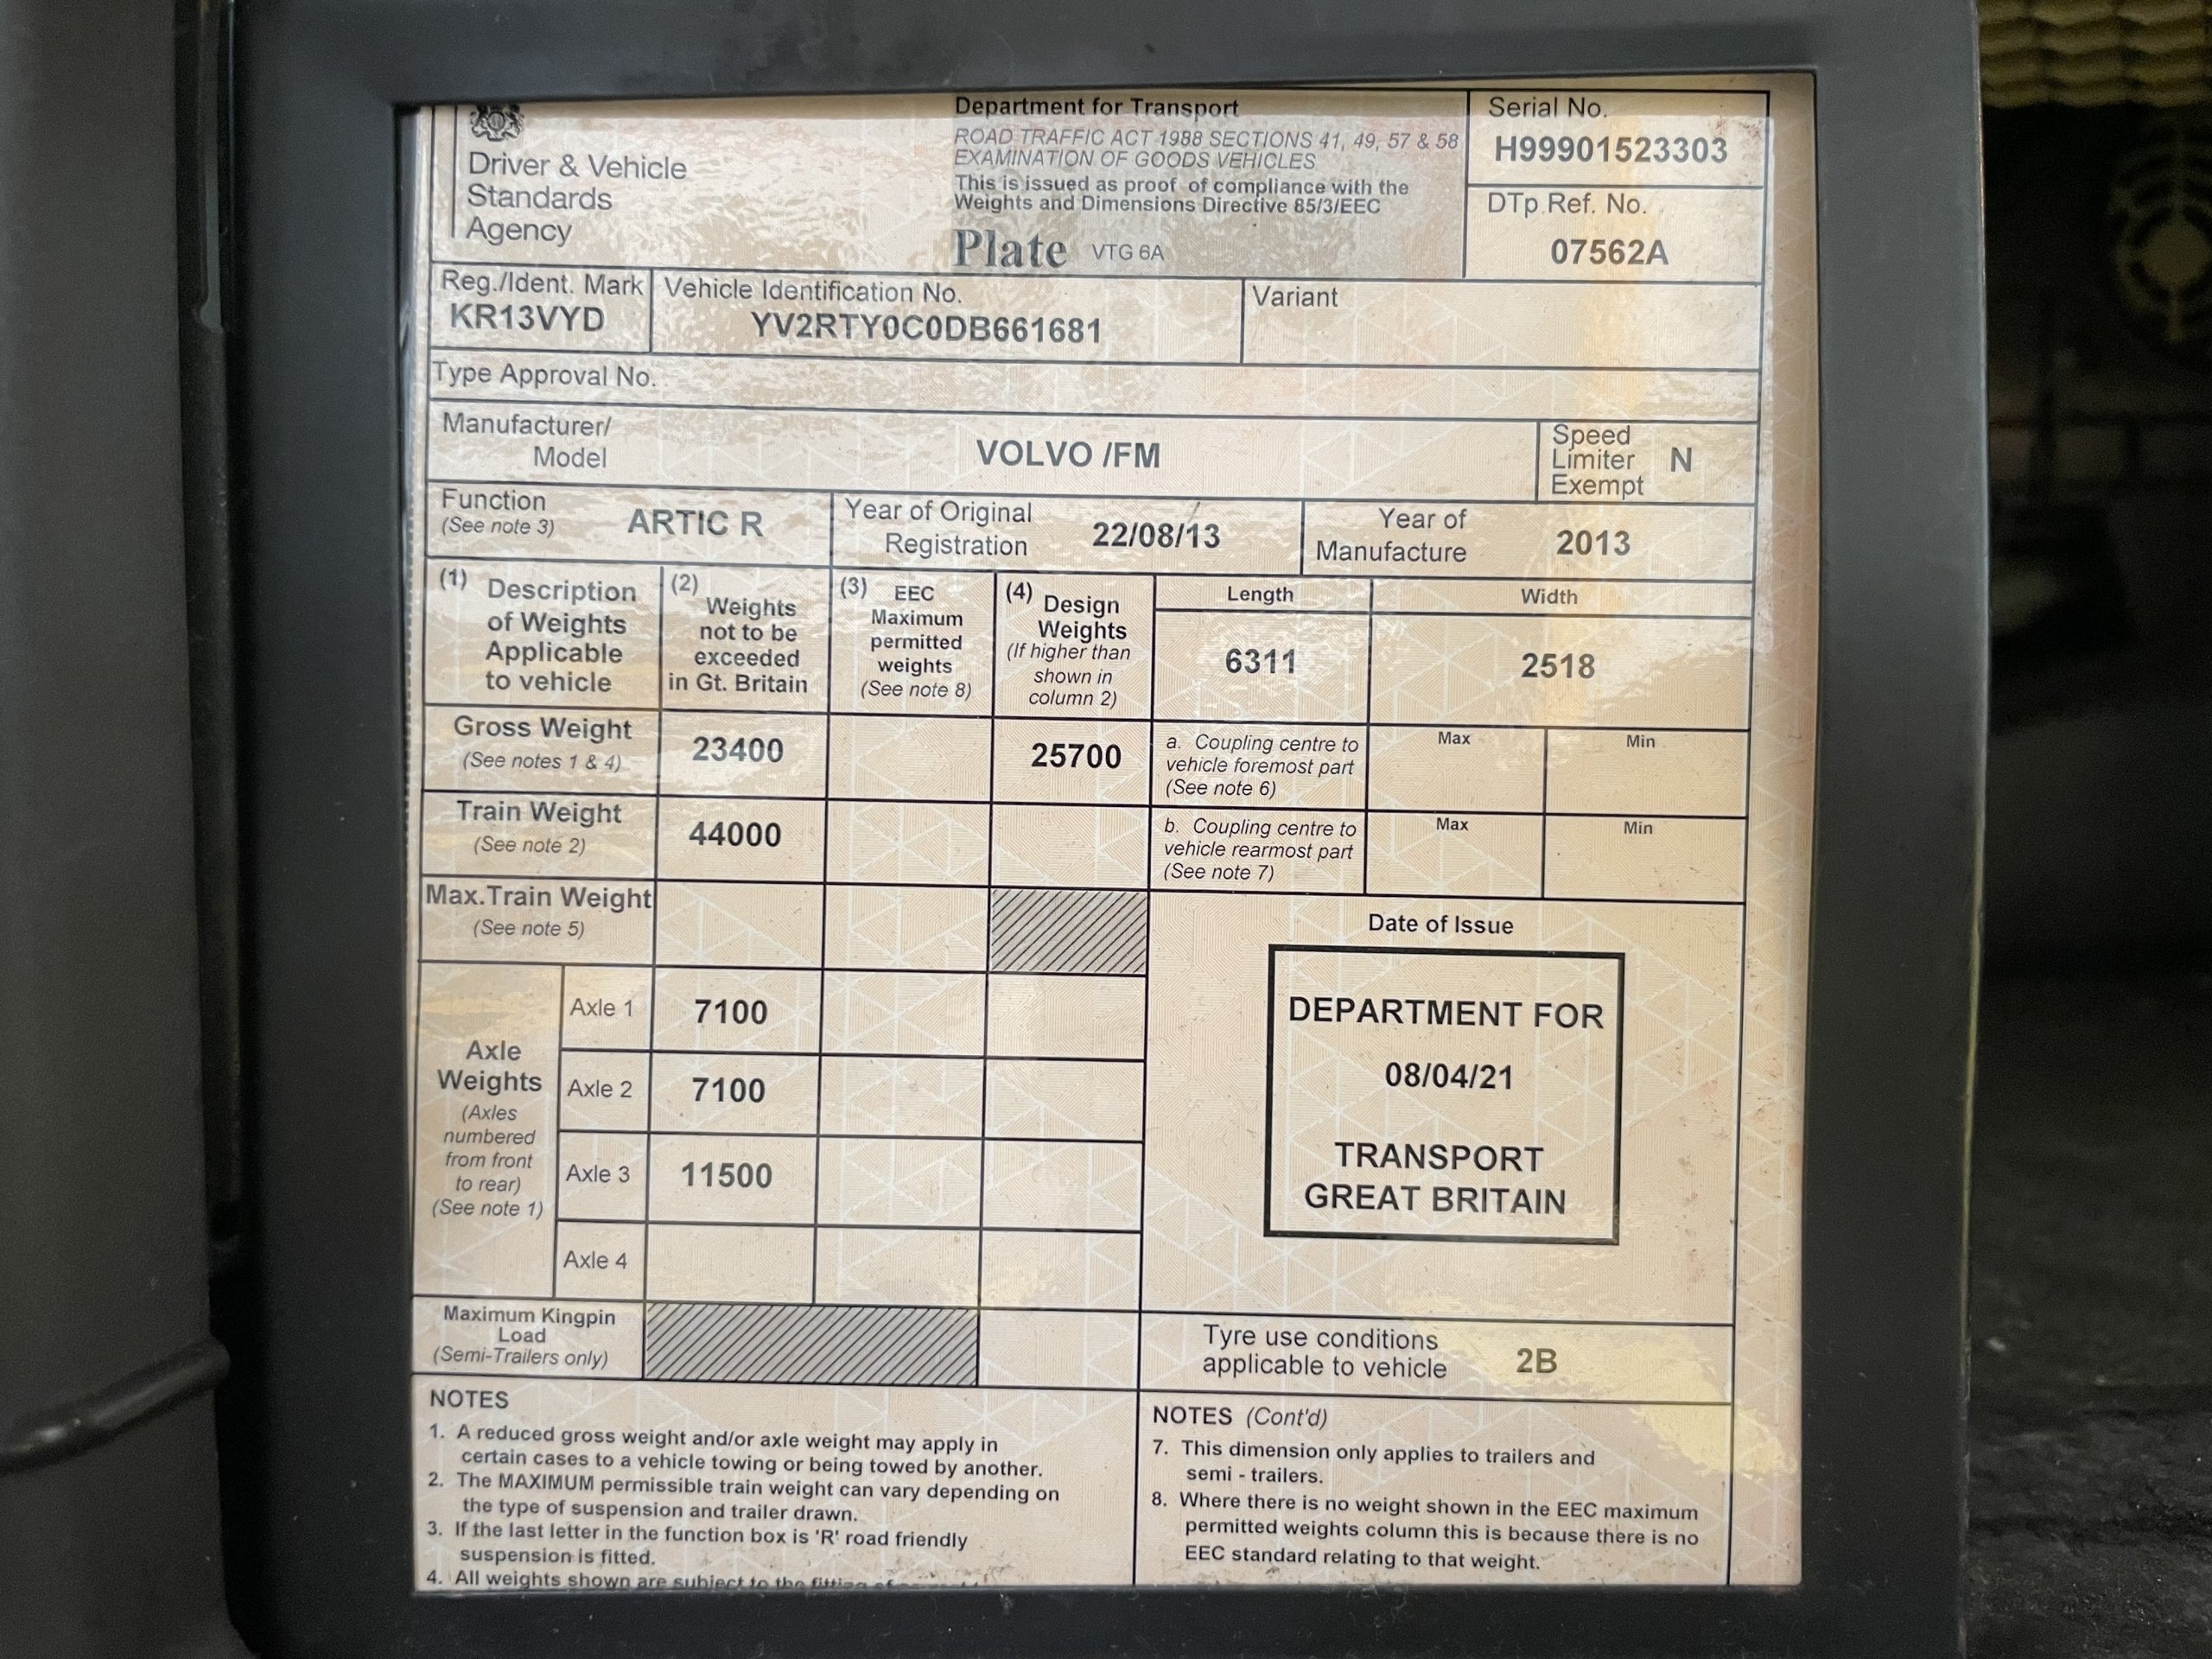 Driver & Vehicle
Standards
Agency
Department for Transport
ROAD TRAFFIC ACT 1988 SECTIONS 41, 49, 57 & 58
EXAMINATION OF GOODS VEHICLES
This is issued as proof of compliance with the
Weights and Dimensions Directive 85/3/EEC
Plate VTG 6A
Serial No.
H99901523303
DTp Ref. No.
07562A
Reg./Ident. Mark
KR13VYD
Vehicle Identification No.
YV2RTY0C0DB661681
Variant
Type Approval No.
Manufacturer/
Model
VOLVO /FM
Speed
Limiter
Exempt
N
Function
(See note 3)
ARTIC R
Year of Original
Registration
22/08/13
Year of
Manufacture
2013
(1) Description
of Weights
Applicable
to vehicle
(2) Weights
not to be
exceeded
in Gt. Britain
(3) EEC
Maximum
permitted
weights
(See note 8)
(4) Design
Weights
(If higher than
shown in
column 2)
Length
6311
Width
2518
Gross Weight
(See notes 1 & 4)
23400
25700
a. Coupling centre to
vehicle foremost part
(See note 6)
Max
Min
Train Weight
(See note 2)
44000
b. Coupling centre to
vehicle rearmost part
(See note 7)
Max
Min
Max.Train Weight
(See note 5)
Axle
Weights
(Axles
numbered
from front
to rear)
(See note 1)
Axle 1
7100
Axle 2
7100
Axle 3
11500
Axle 4
Date of Issue
DEPARTMENT FOR
08/04/21
TRANSPORT
GREAT BRITAIN
Maximum Kingpin
Load
(Semi-Trailers only)
Tyre use conditions
applicable to vehicle
2B
NOTES
1. A reduced gross weight and/or axle weight may apply in
certain cases to a vehicle towing or being towed by another.
2. The MAXIMUM permissible train weight can vary depending on
the type of suspension and trailer drawn.
3. If the last letter in the function box is 'R' road friendly
suspension is fitted.
4. All weights shown are subject to the fitting of
NOTES (Cont'd)
7. This dimension only applies to trailers and
semi - trailers.
8. Where there is no weight shown in the EEC maximum
permitted weights column this is because there is no
EEC standard relating to that weight.